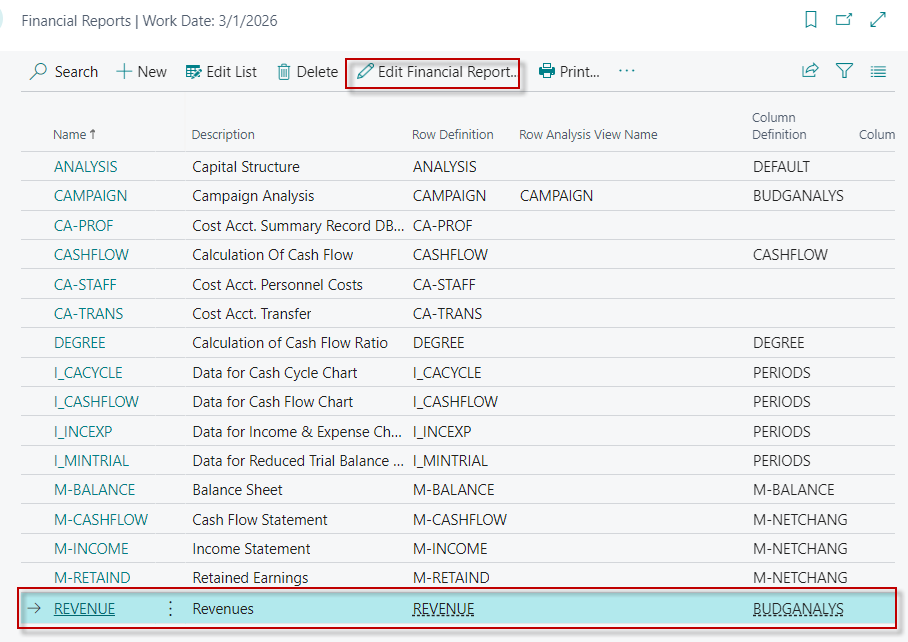 Financial Reports | Work Date: 3/1/2026
Search New Edit List Delete Edit Financial Report... Print... ...
Name ↑ Description Row Definition Row Analysis View Name Column Definition Colum
ANALYSIS Capital Structure ANALYSIS DEFAULT
CAMPAIGN Campaign Analysis CAMPAIGN CAMPAIGN BUDGANALYS
CA-PROF Cost Acct. Summary Record DB... CA-PROF
CASHFLOW Calculation Of Cash Flow CASHFLOW CASHFLOW
CA-STAFF Cost Acct. Personnel Costs CA-STAFF
CA-TRANS Cost Acct. Transfer CA-TRANS
DEGREE Calculation of Cash Flow Ratio DEGREE DEGREE
I_CACYCLE Data for Cash Cycle Chart I_CACYCLE PERIODS
I_CASHFLOW Data for Cash Flow Chart I_CASHFLOW PERIODS
I_INCEXP Data for Income & Expense Ch... I_INCEXP PERIODS
I_MINTRIAL Data for Reduced Trial Balance ... I_MINTRIAL PERIODS
M-BALANCE Balance Sheet M-BALANCE M-BALANCE
M-CASHFLOW Cash Flow Statement M-CASHFLOW M-NETCHANG
M-INCOME Income Statement M-INCOME M-NETCHANG
M-RETAIND Retained Earnings M-RETAIND M-NETCHANG
→ REVENUE ⋮ Revenues REVENUE BUDGANALYS